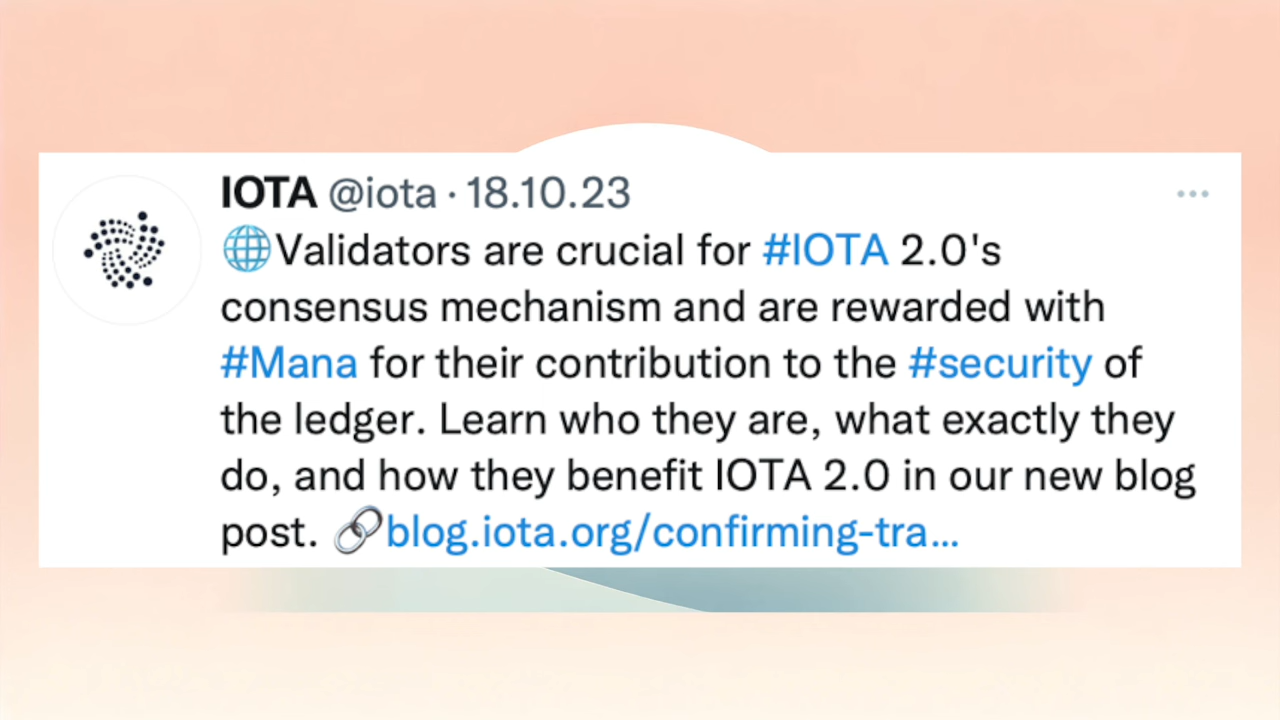 IOTA @iota · 18.10.23
🌐Validators are crucial for #IOTA 2.0's
consensus mechanism and are rewarded with
#Mana for their contribution to the #security of
the ledger. Learn who they are, what exactly they
do, and how they benefit IOTA 2.0 in our new blog
post. 🔗blog.iota.org/confirming-tra...